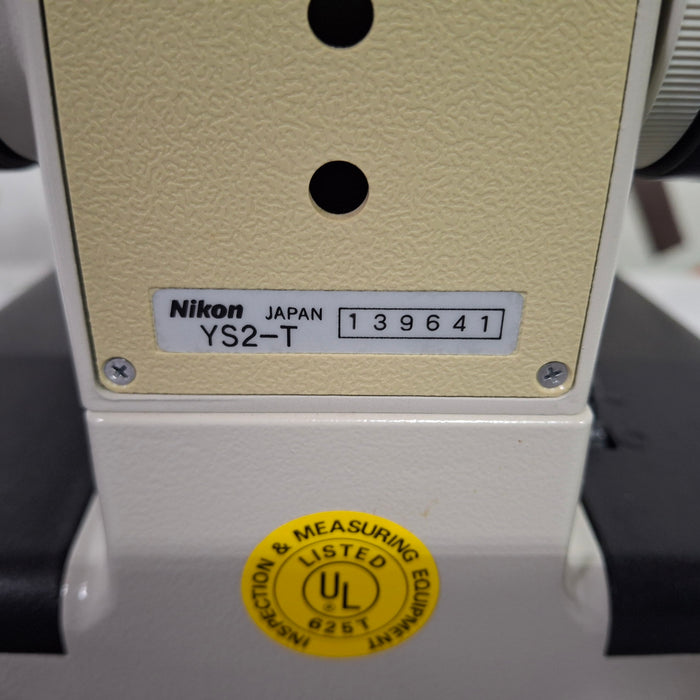 Nikon JAPAN 139641
YS2-T
INSPECTION & MEASURING EQUIPMENT
LISTED
UL
®
625T